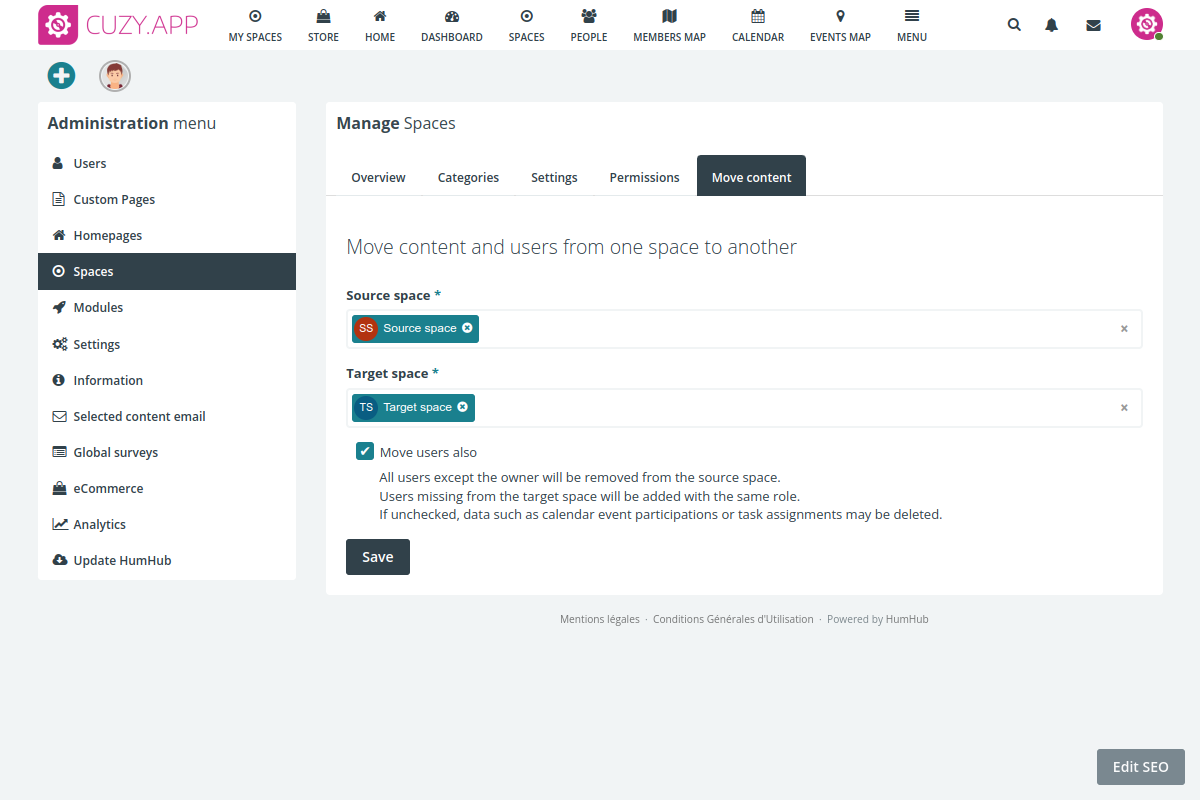 CUZY.APP
MY SPACES
STORE
HOME
DASHBOARD
SPACES
PEOPLE
MEMBERS MAP
CALENDAR
EVENTS MAP
MENU
Administration menu
Users
Custom Pages
Homepages
Spaces
Modules
Settings
Information
Selected content email
Global surveys
eCommerce
Analytics
Update HumHub
Manage Spaces
Overview
Categories
Settings
Permissions
Move content
Move content and users from one space to another
Source space *
SS Source space
×
Target space *
TS Target space
×
Move users also
All users except the owner will be removed from the source space.
Users missing from the target space will be added with the same role.
If unchecked, data such as calendar event participations or task assignments may be deleted.
Save
Mentions légales · Conditions Générales d'Utilisation · Powered by HumHub
Edit SEO